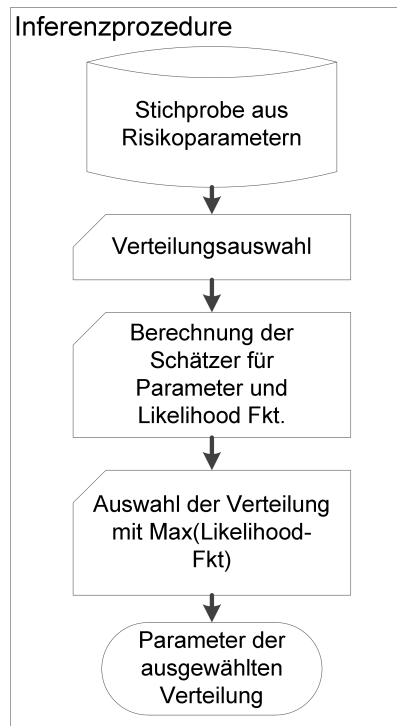 Inferenzprozedure
Stichprobe aus
Risikoparametern
Verteilungsauswahl
Berechnung der
Schätzer für
Parameter und
Likelihood Fkt.
Auswahl der Verteilung
mit Max(Likelihood-
Fkt)
Parameter der
ausgewählten
Verteilung